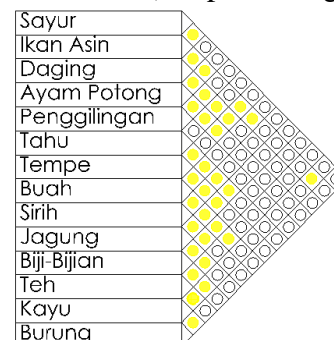 Sayur
Ikan Asin
Daging
Ayam Potong
Penggilingan
Tahu
Tempe
Buah
Sirih
Jagung
Biji-Bijian
Teh
Kayu
Burung